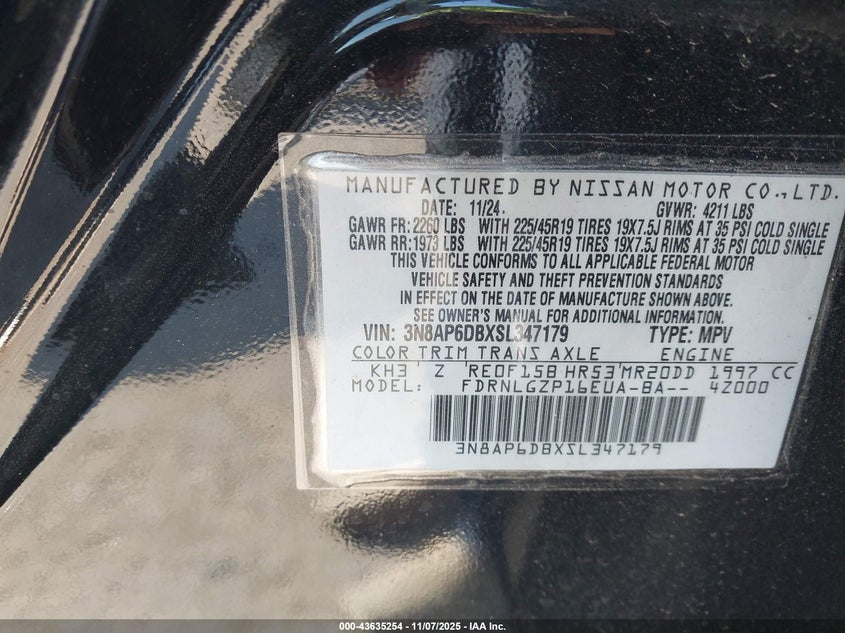 MANUFACTURED BY NISSAN MOTOR CO., LTD.
DATE: 11/24. GVWR: 4211 LBS
GAWR FR: 2260 LBS WITH 225/45R19 TIRES 19X7.5J RIMS AT 35 PSI COLD SINGLE
GAWR RR: 1973 LBS WITH 225/45R19 TIRES 19X7.5J RIMS AT 35 PSI COLD SINGLE
THIS VEHICLE CONFORMS TO ALL APPLICABLE FEDERAL MOTOR
VEHICLE SAFETY AND THEFT PREVENTION STANDARDS
IN EFFECT ON THE DATE OF MANUFACTURE SHOWN ABOVE.
SEE OWNER'S MANUAL FOR ADDITIONAL INFORMATION.
VIN: 3N8AP6DBXSL347179 TYPE: MPV
COLOR TRIM TRANS AXLE ENGINE
KH3 Z RE0F15B HR53 MR20DD 1997 CC
MODEL: FDRNLGZP16EUA-BA-- 4Z000
3N8AP6DBXSL347179
000-43635254 - 11/07/2025 - IAA Inc.